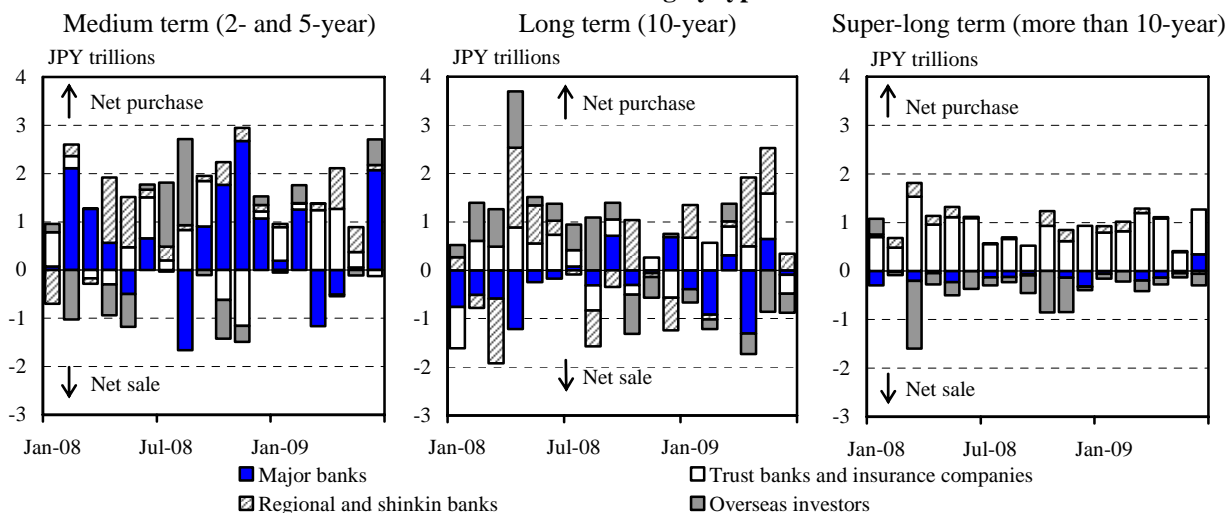 Medium term (2- and 5-year)
Long term (10-year)
Super-long term (more than 10-year)
JPY trillions
4
3
2
1
0
-1
-2
-3
Net purchase
Net sale
Jan-08
Jul-08
Jan-09
JPY trillions
4
3
2
1
0
-1
-2
-3
Net purchase
Net sale
Jan-08
Jul-08
Jan-09
JPY trillions
4
3
2
1
0
-1
-2
-3
Net purchase
Net sale
Jan-08
Jul-08
Jan-09
Major banks
Trust banks and insurance companies
Regional and shinkin banks
Overseas investors